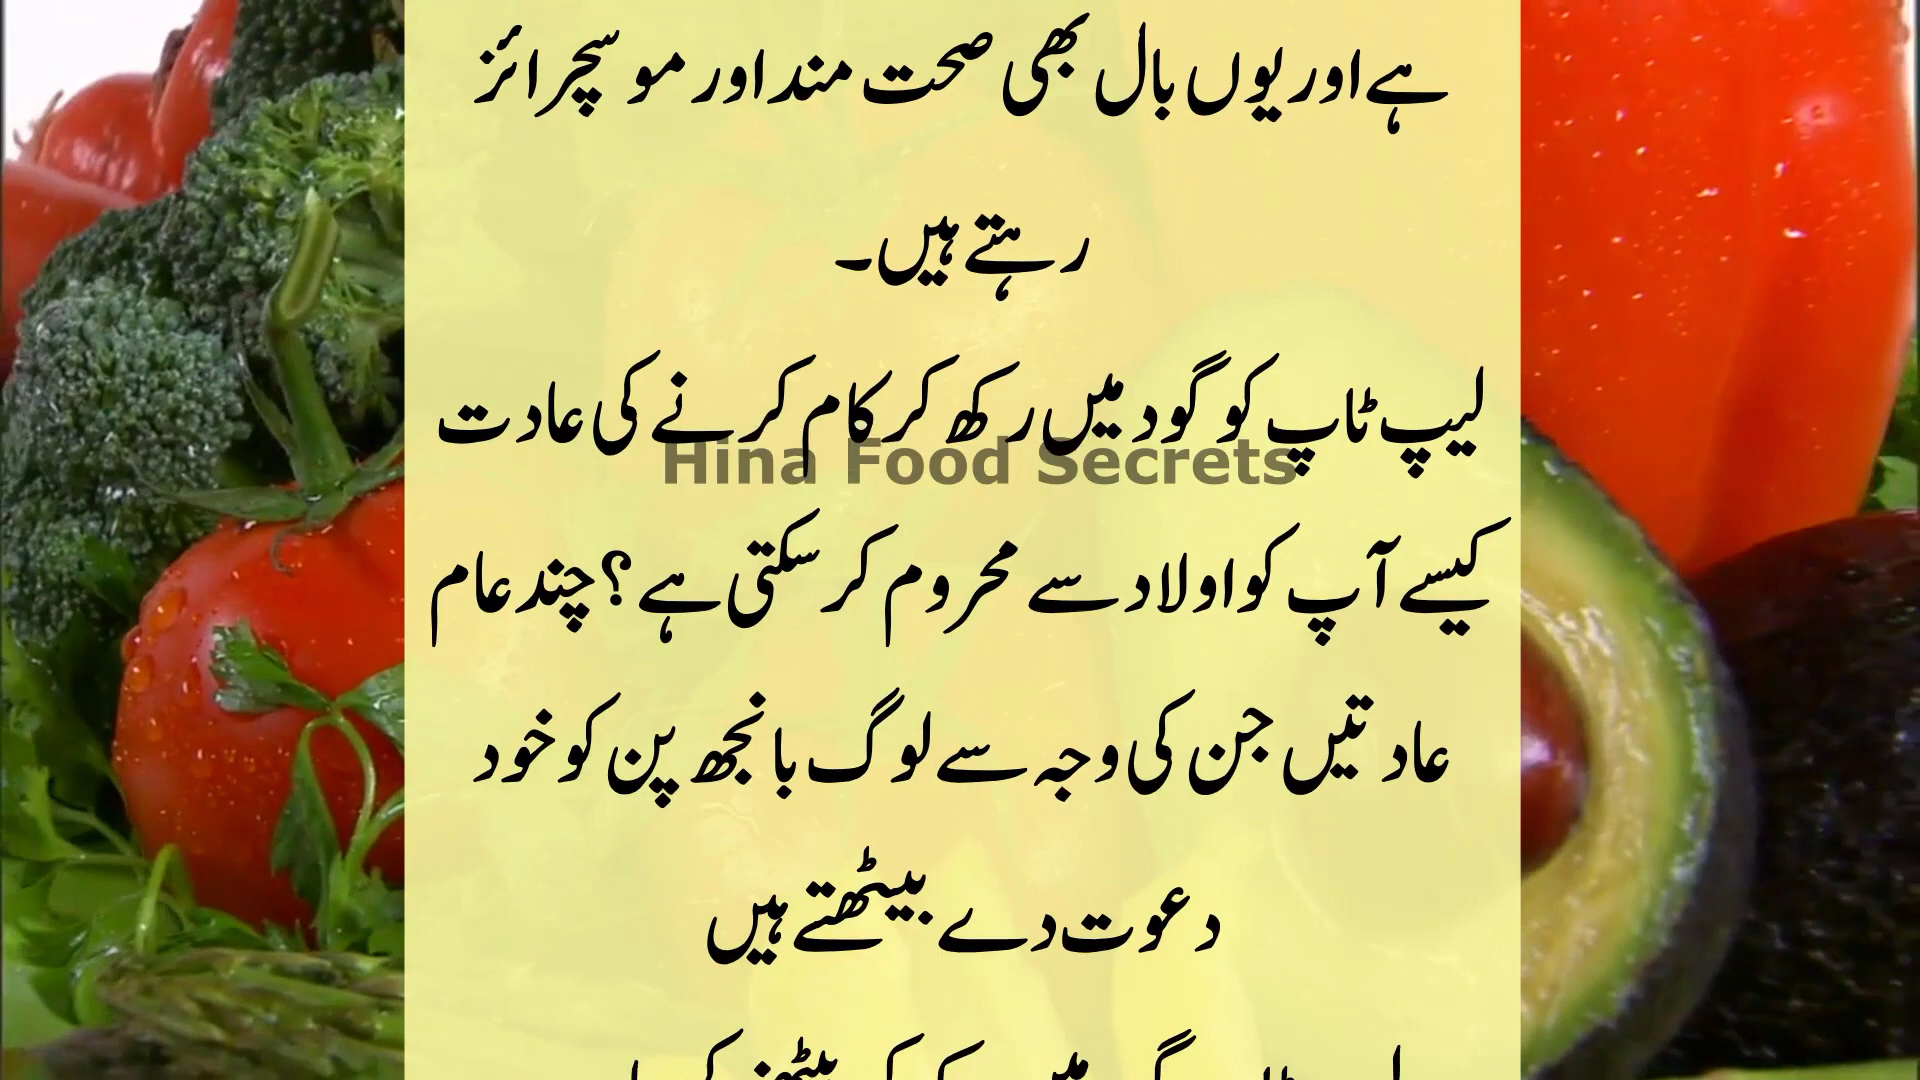 ہے اور یوں بال بھی صحت مند اور موسچرائز
رہتے ہیں۔
لیپ ٹاپ کو گود میں رکھ کر کام کرنے کی عادت
Hina Food Secrets
کیسے آپ کو اولاد سے محروم کر سکتی ہے؟ چند عام
عادتیں جن کی وجہ سے لوگ بانجھ پن کو خود
دعوت دے بیٹھتے ہیں